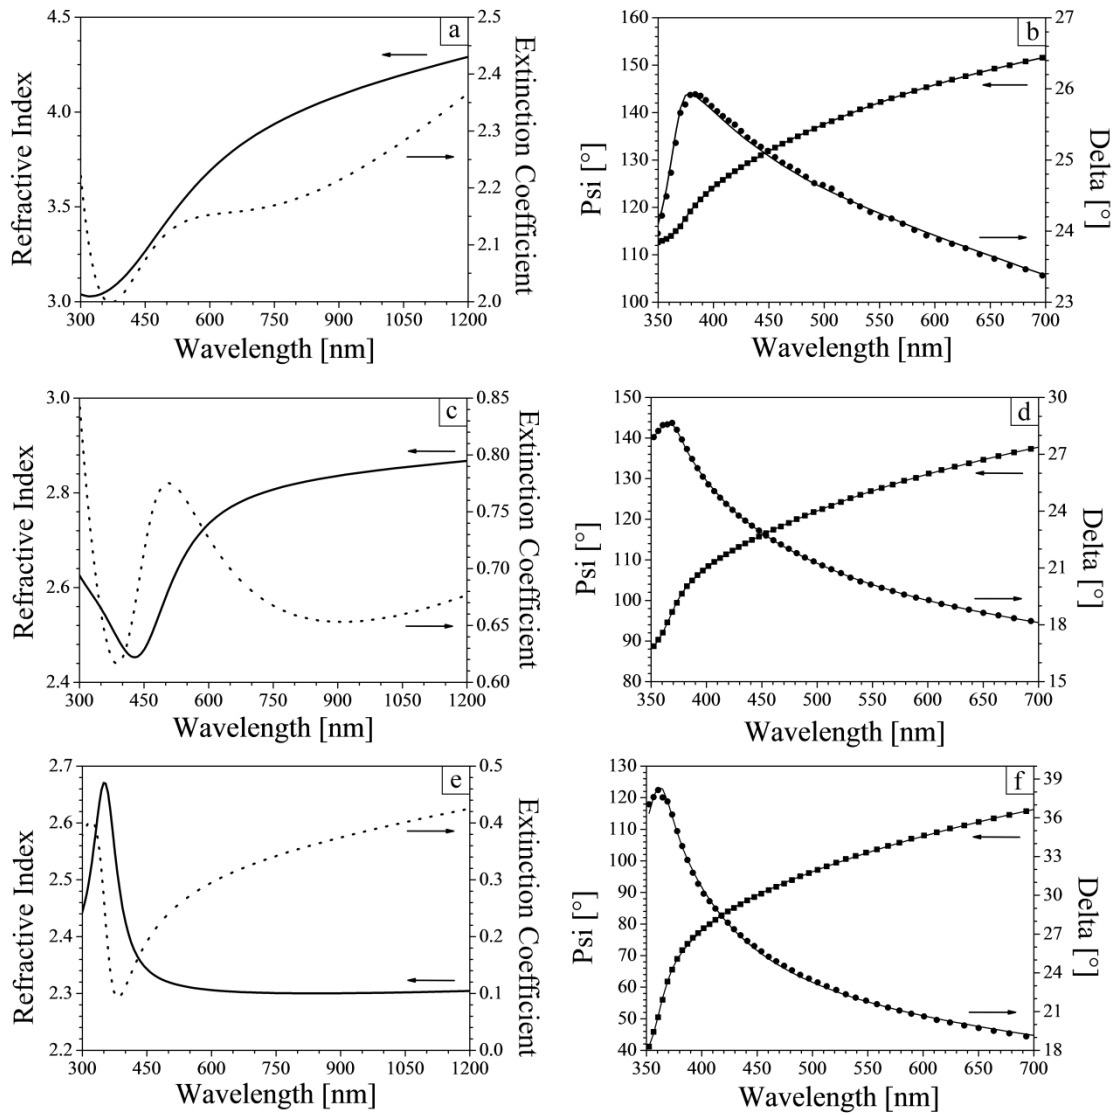 a
4.5
4.0
3.5
3.0
Refractive Index
2.5
2.4
2.3
2.2
2.1
2.0
Extinction Coefficient
300 450 600 750 900 1050 1200
Wavelength [nm]
b
160
150
140
130
120
110
100
Psi [°]
27
26
25
24
23
Delta [°]
350 400 450 500 550 600 650 700
Wavelength [nm]
c
3.0
2.8
2.6
2.4
Refractive Index
0.85
0.80
0.75
0.70
0.65
0.60
Extinction Coefficient
300 450 600 750 900 1050 1200
Wavelength [nm]
d
150
140
130
120
110
100
90
80
Psi [°]
30
27
24
21
18
15
Delta [°]
350 400 450 500 550 600 650 700
Wavelength [nm]
e
2.7
2.6
2.5
2.4
2.3
2.2
Refractive Index
0.5
0.4
0.3
0.2
0.1
0.0
Extinction Coefficient
300 450 600 750 900 1050 1200
Wavelength [nm]
f
130
120
110
100
90
80
70
60
50
40
Psi [°]
39
36
33
30
27
24
21
18
Delta [°]
350 400 450 500 550 600 650 700
Wavelength [nm]